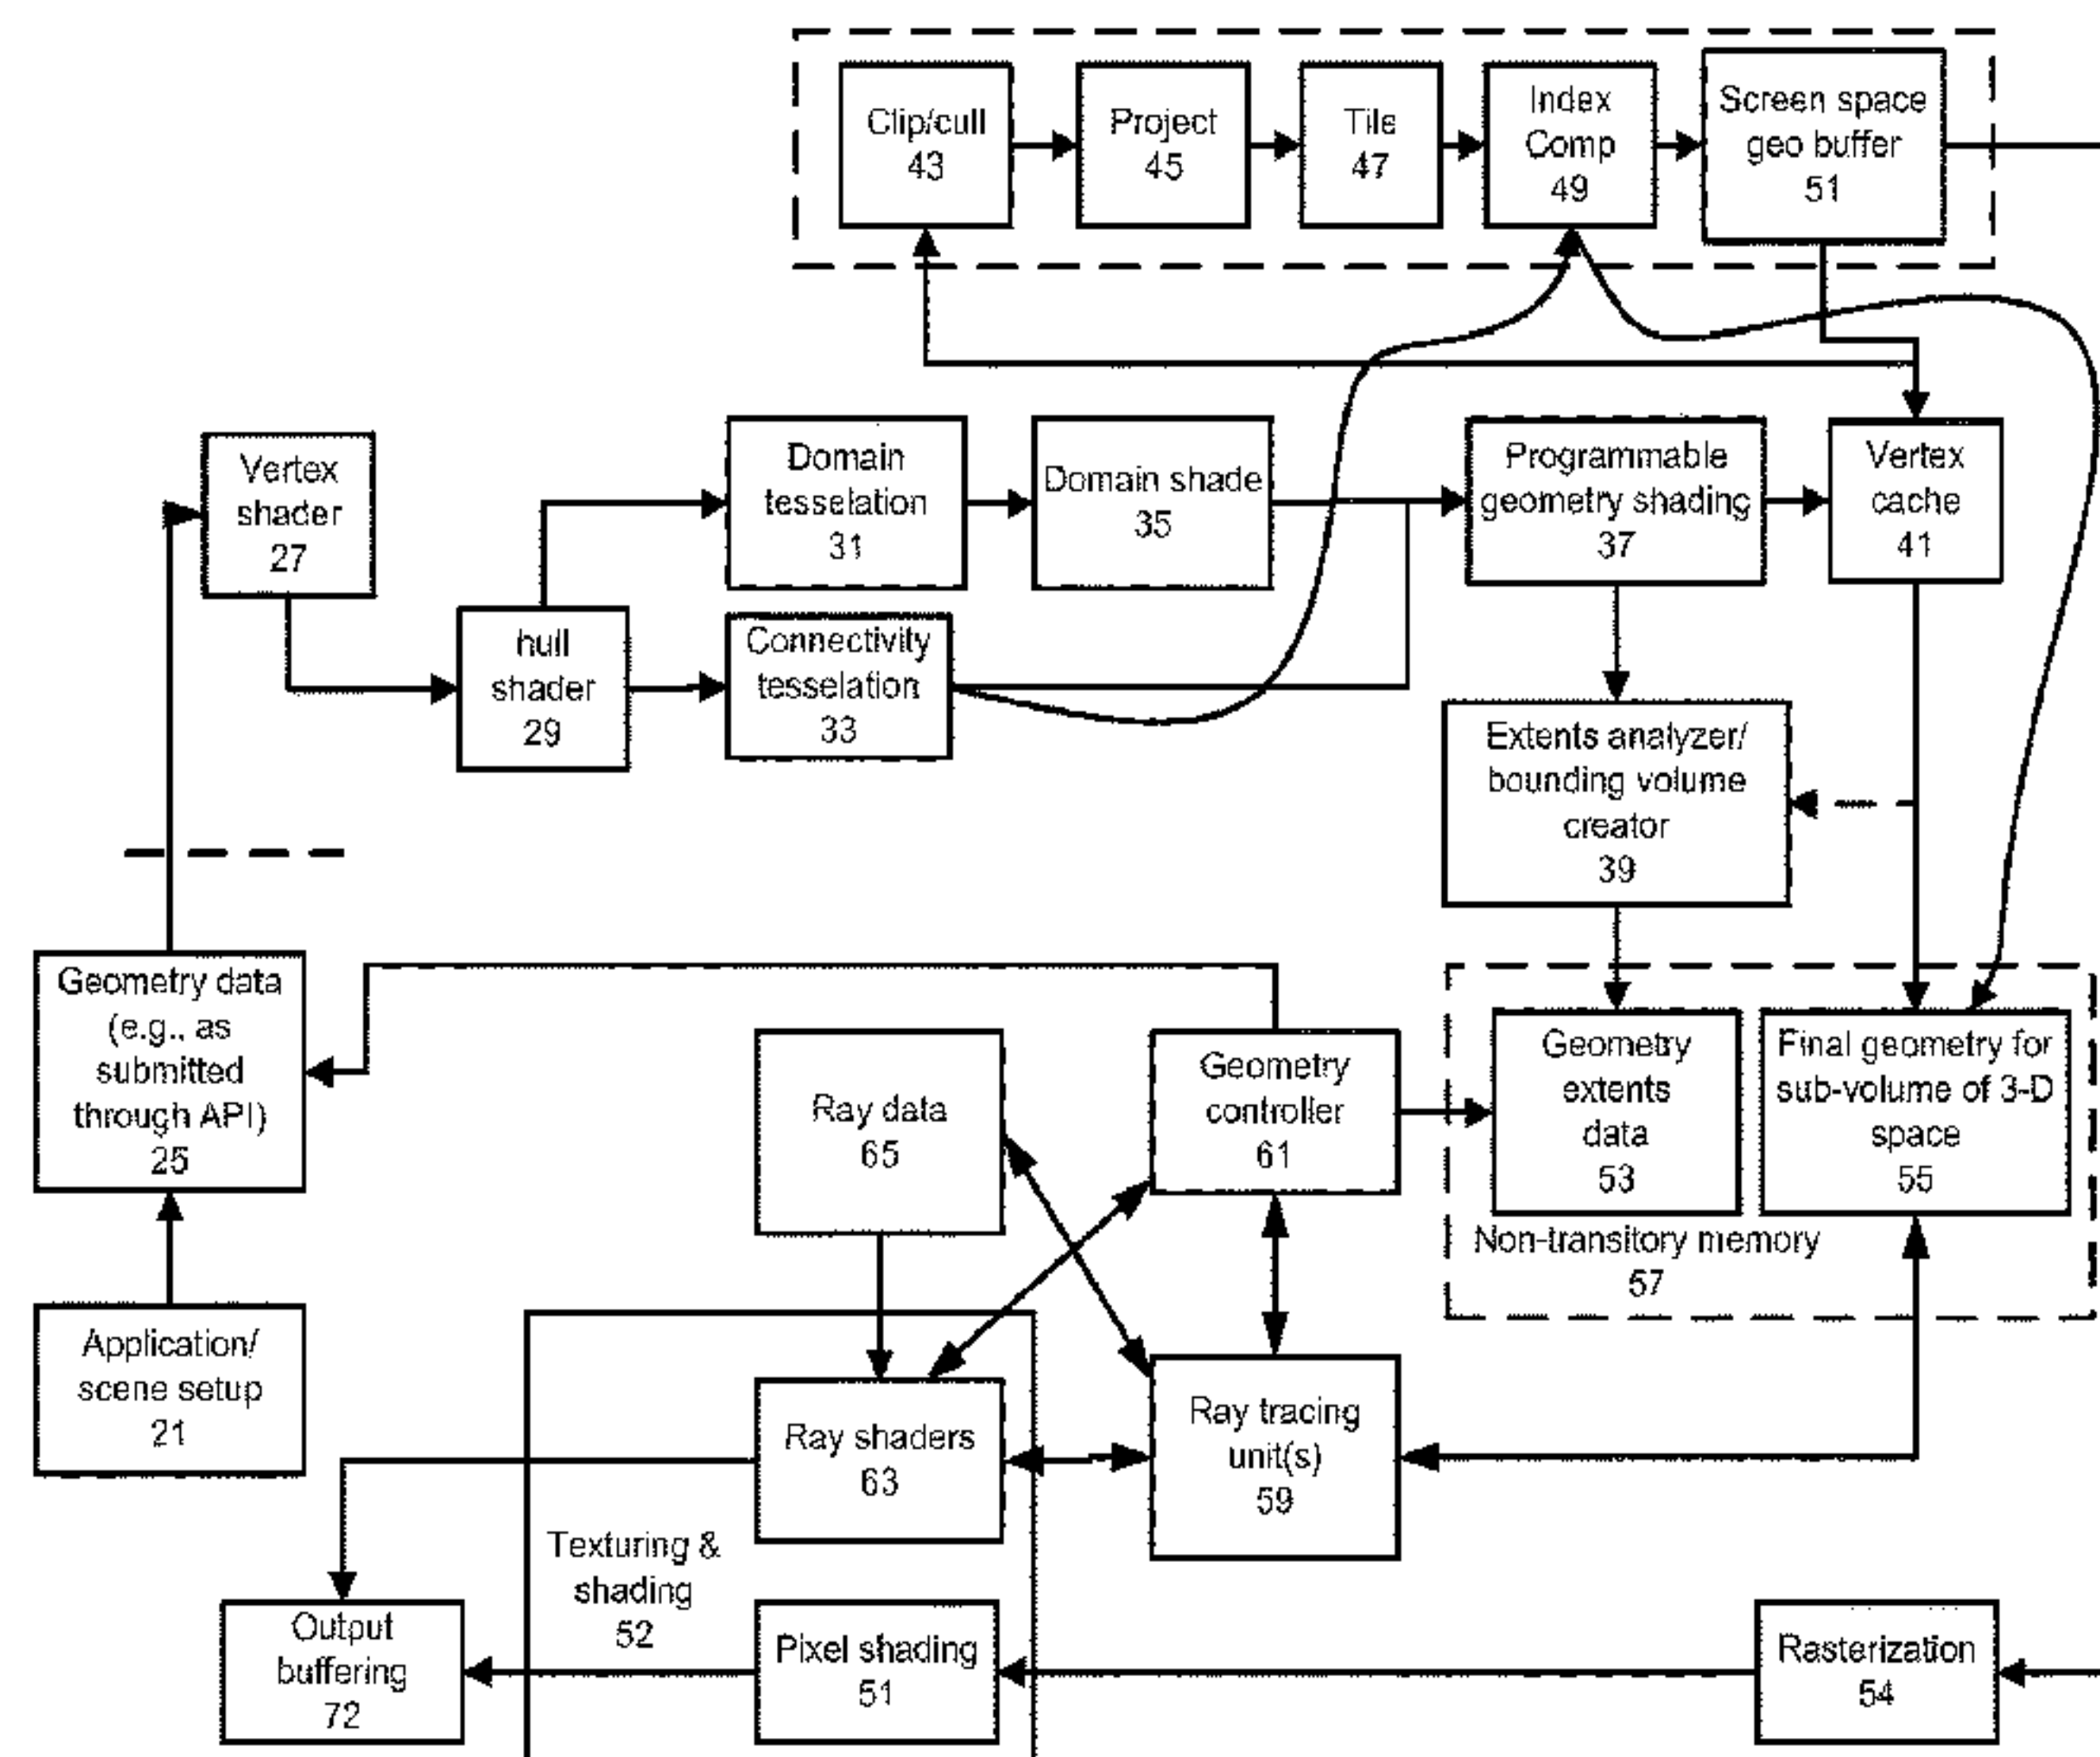 Clip/cull
43
Project
45
Tile
47
Index
Comp
49
Screen space
geo buffer
51
Vertex
shader
27
hull
shader
29
Domain
tesselation
31
Domain shade
35
Connectivity
tesselation
33
Programmable
geometry shading
37
Vertex
cache
41
Extents analyzer/
bounding volume
creator
39
Geometry data
(e.g., as
submitted
through API)
25
Application/
scene setup
21
Ray data
65
Geometry
controller
61
Geometry
extents
data
53
Final geometry for
sub-volume of 3-D
space
55
Non-transitory memory
57
Ray shaders
63
Ray tracing
unit(s)
59
Texturing &
shading
52
Output
buffering
72
Pixel shading
51
Rasterization
54